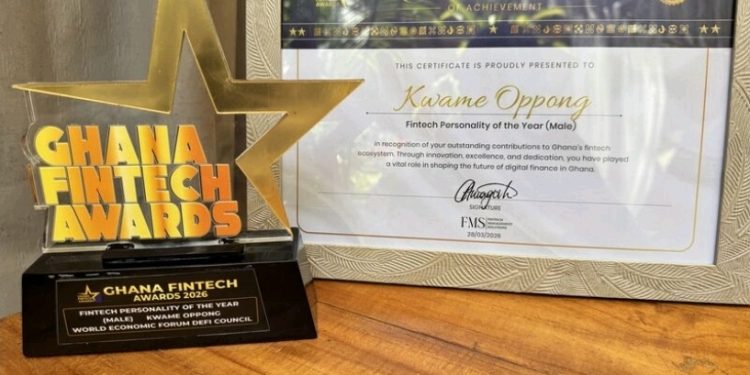 GHANA
FINTECH
AWARDS
GHANA FINTECH
AWARDS 2026
FINTECH PERSONALITY OF THE YEAR
(MALE) KWAME OPPONG
WORLD ECONOMIC FORUM DEFI COUNCIL
OF ACHIEVEMENT
THIS CERTIFICATE IS PROUDLY PRESENTED TO
Kwame Oppong
Fintech Personality of the Year (Male)
in recognition of your outstanding contributions to Ghana's fintech
ecosystem. Through innovation, excellence, and dedication, you have played
a vital role in shaping the future of digital finance in Ghana.
SIGNATURE
FMS
28/03/2026